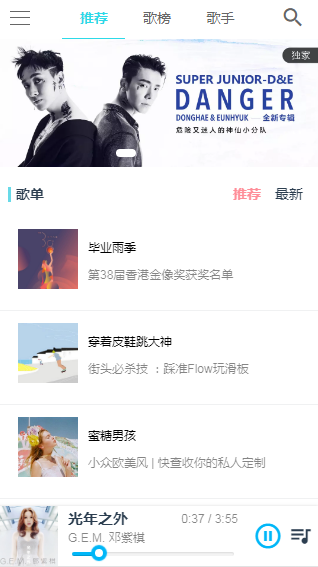 推荐
歌榜
歌手
独家
SUPER JUNIOR-D&E
DANGER
DONGHAE & EUNHYUK 全新专辑
危险又迷人的神仙小分队
歌单
推荐
最新
毕业雨季
第38届香港金像奖获奖名单
穿着皮鞋跳大神
街头必杀技 ：踩准Flow玩滑板
蜜糖男孩
小众欧美风 | 快查收你的私人定制
光年之外
0:37 / 3:55
G.E.M. 邓紫棋
G.E.M. 邓紫棋